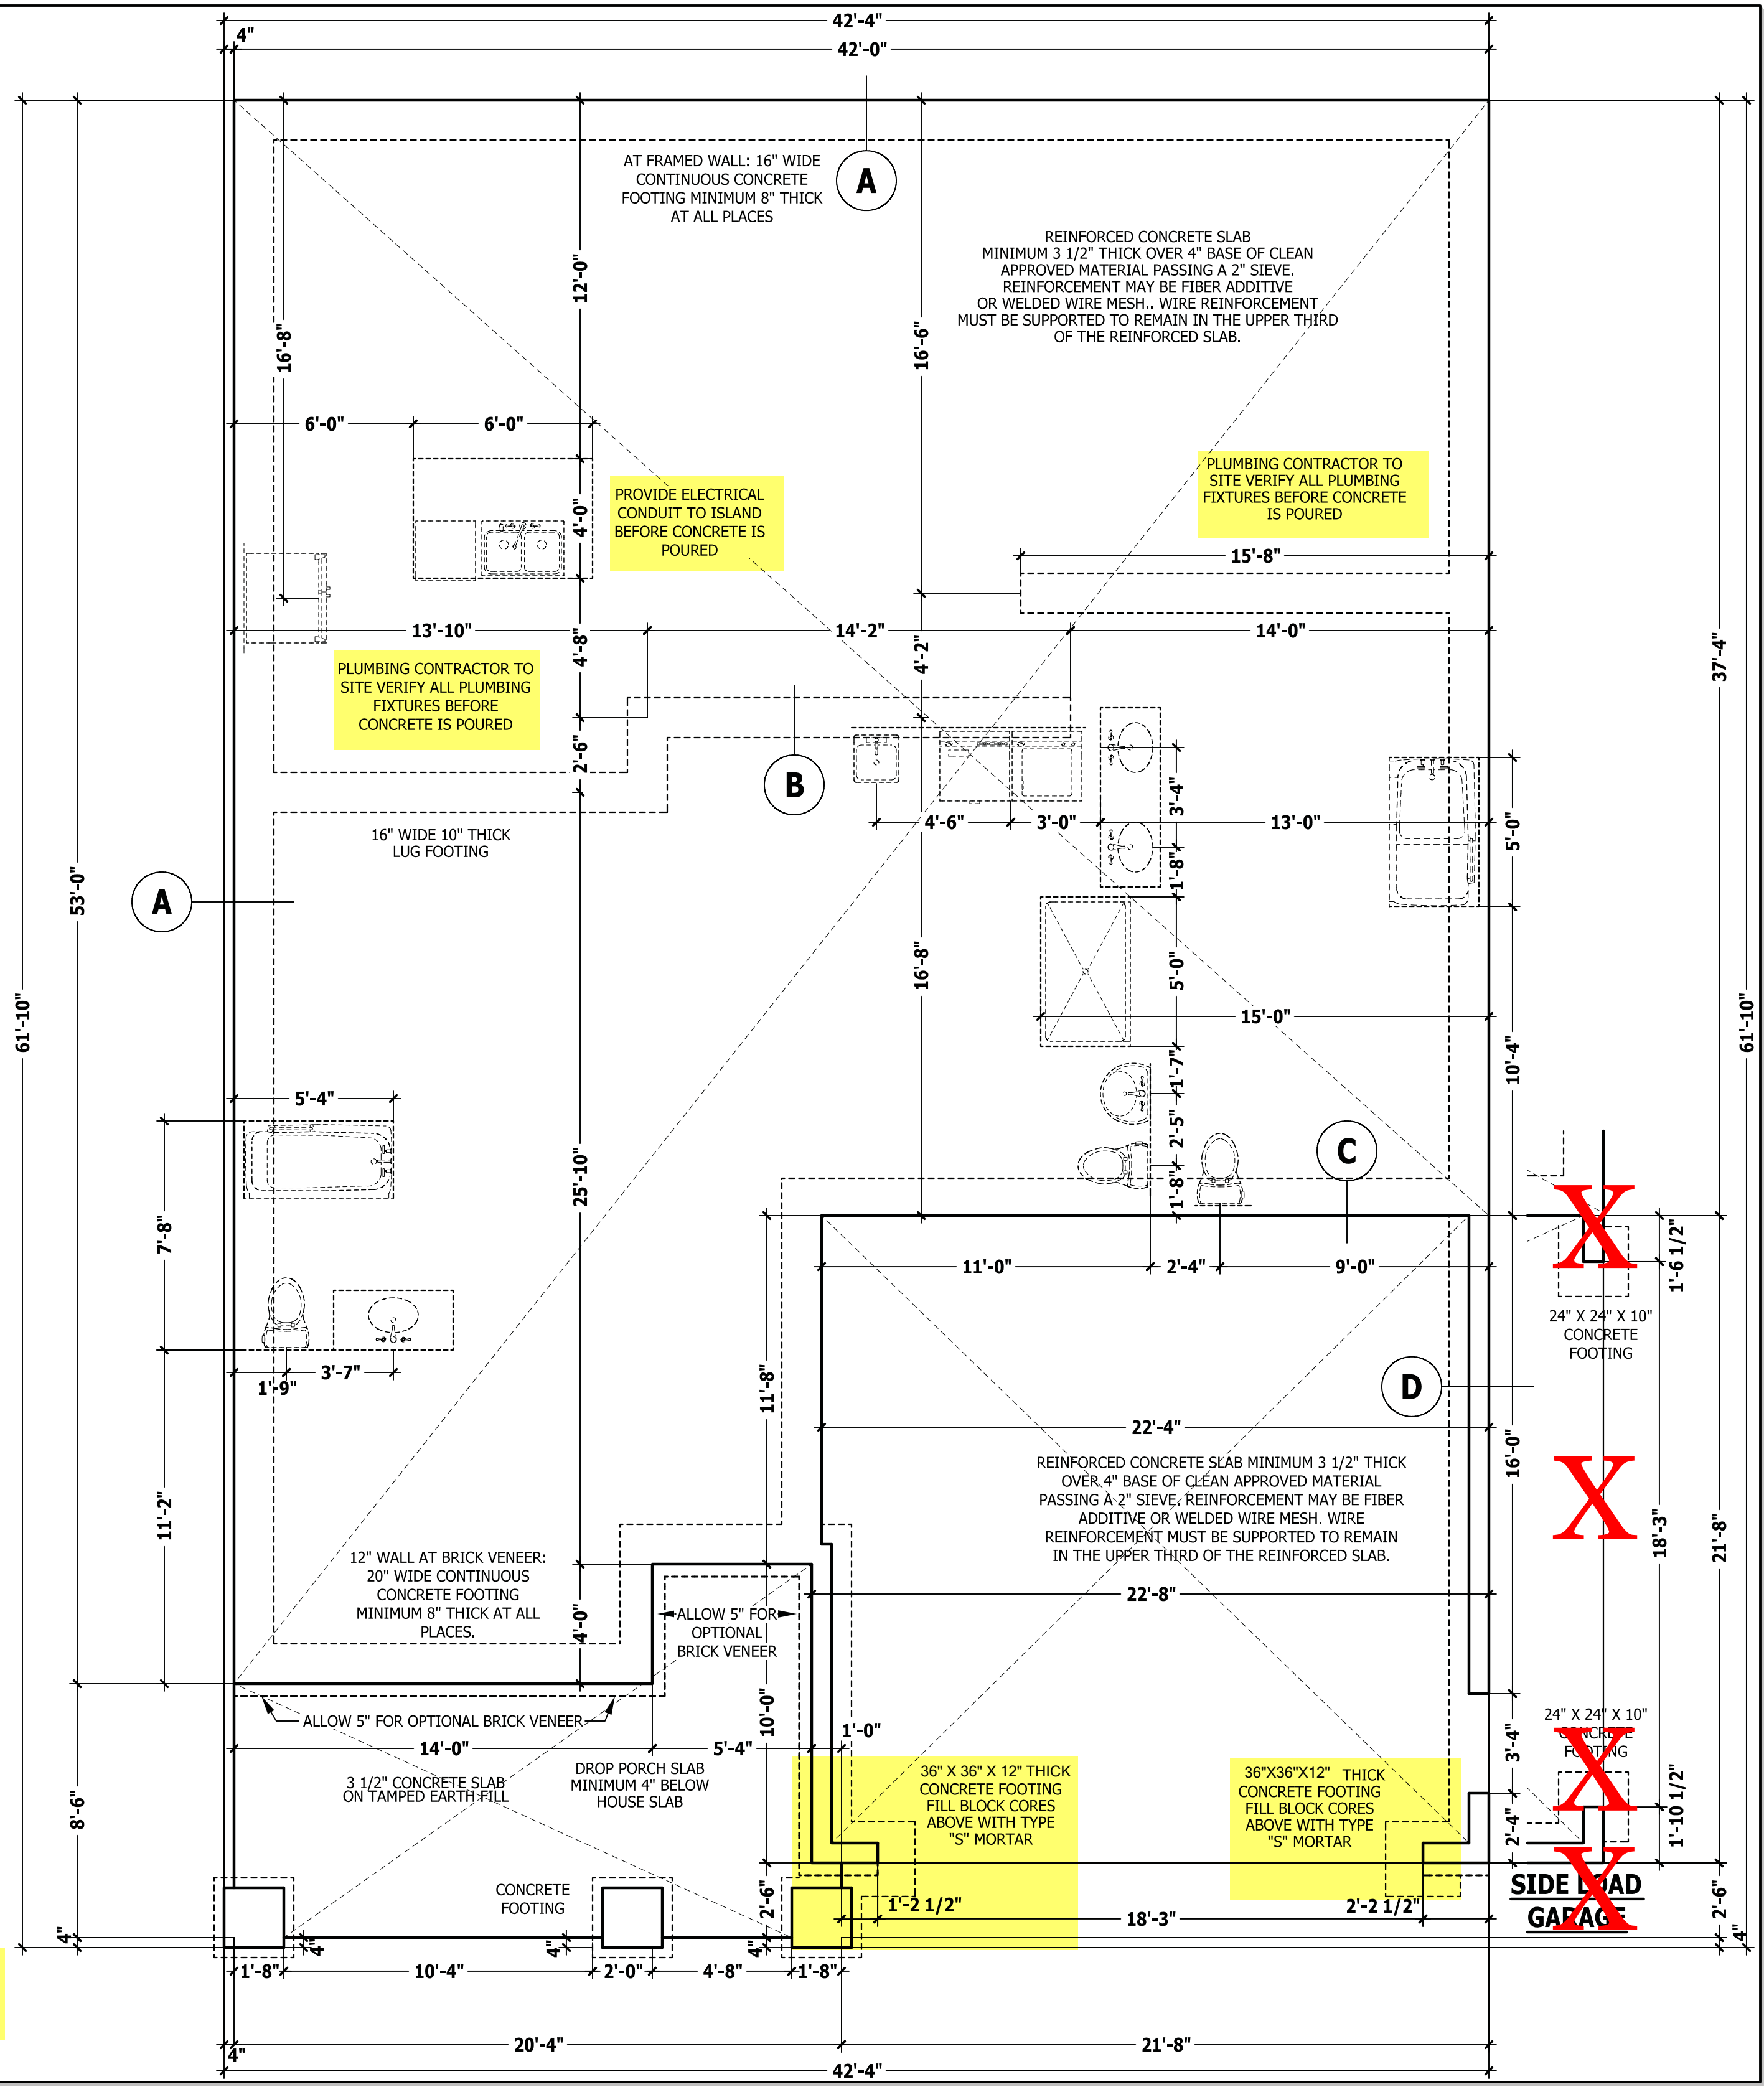 42'-4"
4"
42'-0"
A
AT FRAMED WALL: 16" WIDE
CONTINUOUS CONCRETE
FOOTING MINIMUM 8" THICK
AT ALL PLACES
REINFORCED CONCRETE SLAB
MINIMUM 3 1/2" THICK OVER 4" BASE OF CLEAN
APPROVED MATERIAL PASSING A 2" SIEVE.
REINFORCEMENT MAY BE FIBER ADDITIVE
OR WELDED WIRE MESH.. WIRE REINFORCEMENT
MUST BE SUPPORTED TO REMAIN IN THE UPPER THIRD
OF THE REINFORCED SLAB.
12'-0"
16'-8"
16'-6"
6'-0"
6'-0"
4'-0"
PROVIDE ELECTRICAL
CONDUIT TO ISLAND
BEFORE CONCRETE IS
POURED
PLUMBING CONTRACTOR TO
SITE VERIFY ALL PLUMBING
FIXTURES BEFORE CONCRETE
IS POURED
15'-8"
13'-10"
14'-2"
14'-0"
4'-8"
4'-2"
37'-4"
PLUMBING CONTRACTOR TO
SITE VERIFY ALL PLUMBING
FIXTURES BEFORE
CONCRETE IS POURED
2'-6"
B
3'-4"
4'-6"
3'-0"
13'-0"
5'-0"
16" WIDE 10" THICK
LUG FOOTING
1'-8"
53'-0"
A
16'-8"
5'-0"
15'-0"
61'-10"
61'-10"
10'-4"
1'-7"
2'-5"
1'-8"
5'-4"
25'-10"
C
7'-8"
11'-0"
2'-4"
9'-0"
X
1'-6 1/2"
24" X 24" X 10"
CONCRETE
FOOTING
1'-9"
3'-7"
11'-8"
D
22'-4"
REINFORCED CONCRETE SLAB MINIMUM 3 1/2" THICK
OVER 4" BASE OF CLEAN APPROVED MATERIAL
PASSING A 2" SIEVE. REINFORCEMENT MAY BE FIBER
ADDITIVE OR WELDED WIRE MESH. WIRE
REINFORCEMENT MUST BE SUPPORTED TO REMAIN
IN THE UPPER THIRD OF THE REINFORCED SLAB.
16'-0"
X
18'-3"
21'-8"
11'-2"
12" WALL AT BRICK VENEER:
20" WIDE CONTINUOUS
CONCRETE FOOTING
MINIMUM 8" THICK AT ALL
PLACES.
4'-0"
ALLOW 5" FOR
OPTIONAL
BRICK VENEER
22'-8"
ALLOW 5" FOR OPTIONAL BRICK VENEER
10'-0"
14'-0"
5'-4"
1'-0"
3 1/2" CONCRETE SLAB
ON TAMPED EARTH FILL
DROP PORCH SLAB
MINIMUM 4" BELOW
HOUSE SLAB
36" X 36" X 12" THICK
CONCRETE FOOTING
FILL BLOCK CORES
ABOVE WITH TYPE
"S" MORTAR
36"X36"X12" THICK
CONCRETE FOOTING
FILL BLOCK CORES
ABOVE WITH TYPE
"S" MORTAR
3'-4"
24" X 24" X 10"
CONCRETE
FOOTING
X
1'-10 1/2"
2'-4"
8'-6"
CONCRETE
FOOTING
2'-6"
1'-2 1/2"
18'-3"
2'-2 1/2"
SIDE LOAD
GARAGE
X
2'-6"
4"
4"
4"
4"
4"
1'-8"
10'-4"
2'-0"
4'-8"
1'-8"
20'-4"
21'-8"
4"
42'-4"